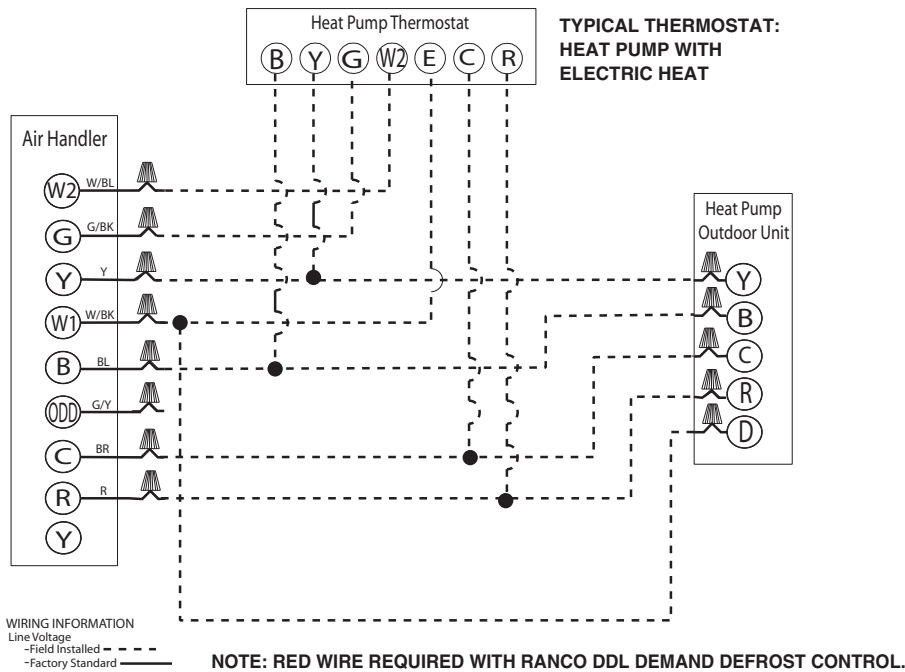 Heat Pump Thermostat
B Y G W2 E C R
TYPICAL THERMOSTAT:
HEAT PUMP WITH
ELECTRIC HEAT
Air Handler
W2 W/BL
G G/BK
Y Y
W1 W/BK
B BL
ODD G/Y
C BR
R R
Y
Heat Pump
Outdoor Unit
Y
B
C
R
D
WIRING INFORMATION
Line Voltage
-Field Installed
-Factory Standard
NOTE: RED WIRE REQUIRED WITH RANCO DDL DEMAND DEFROST CONTROL.